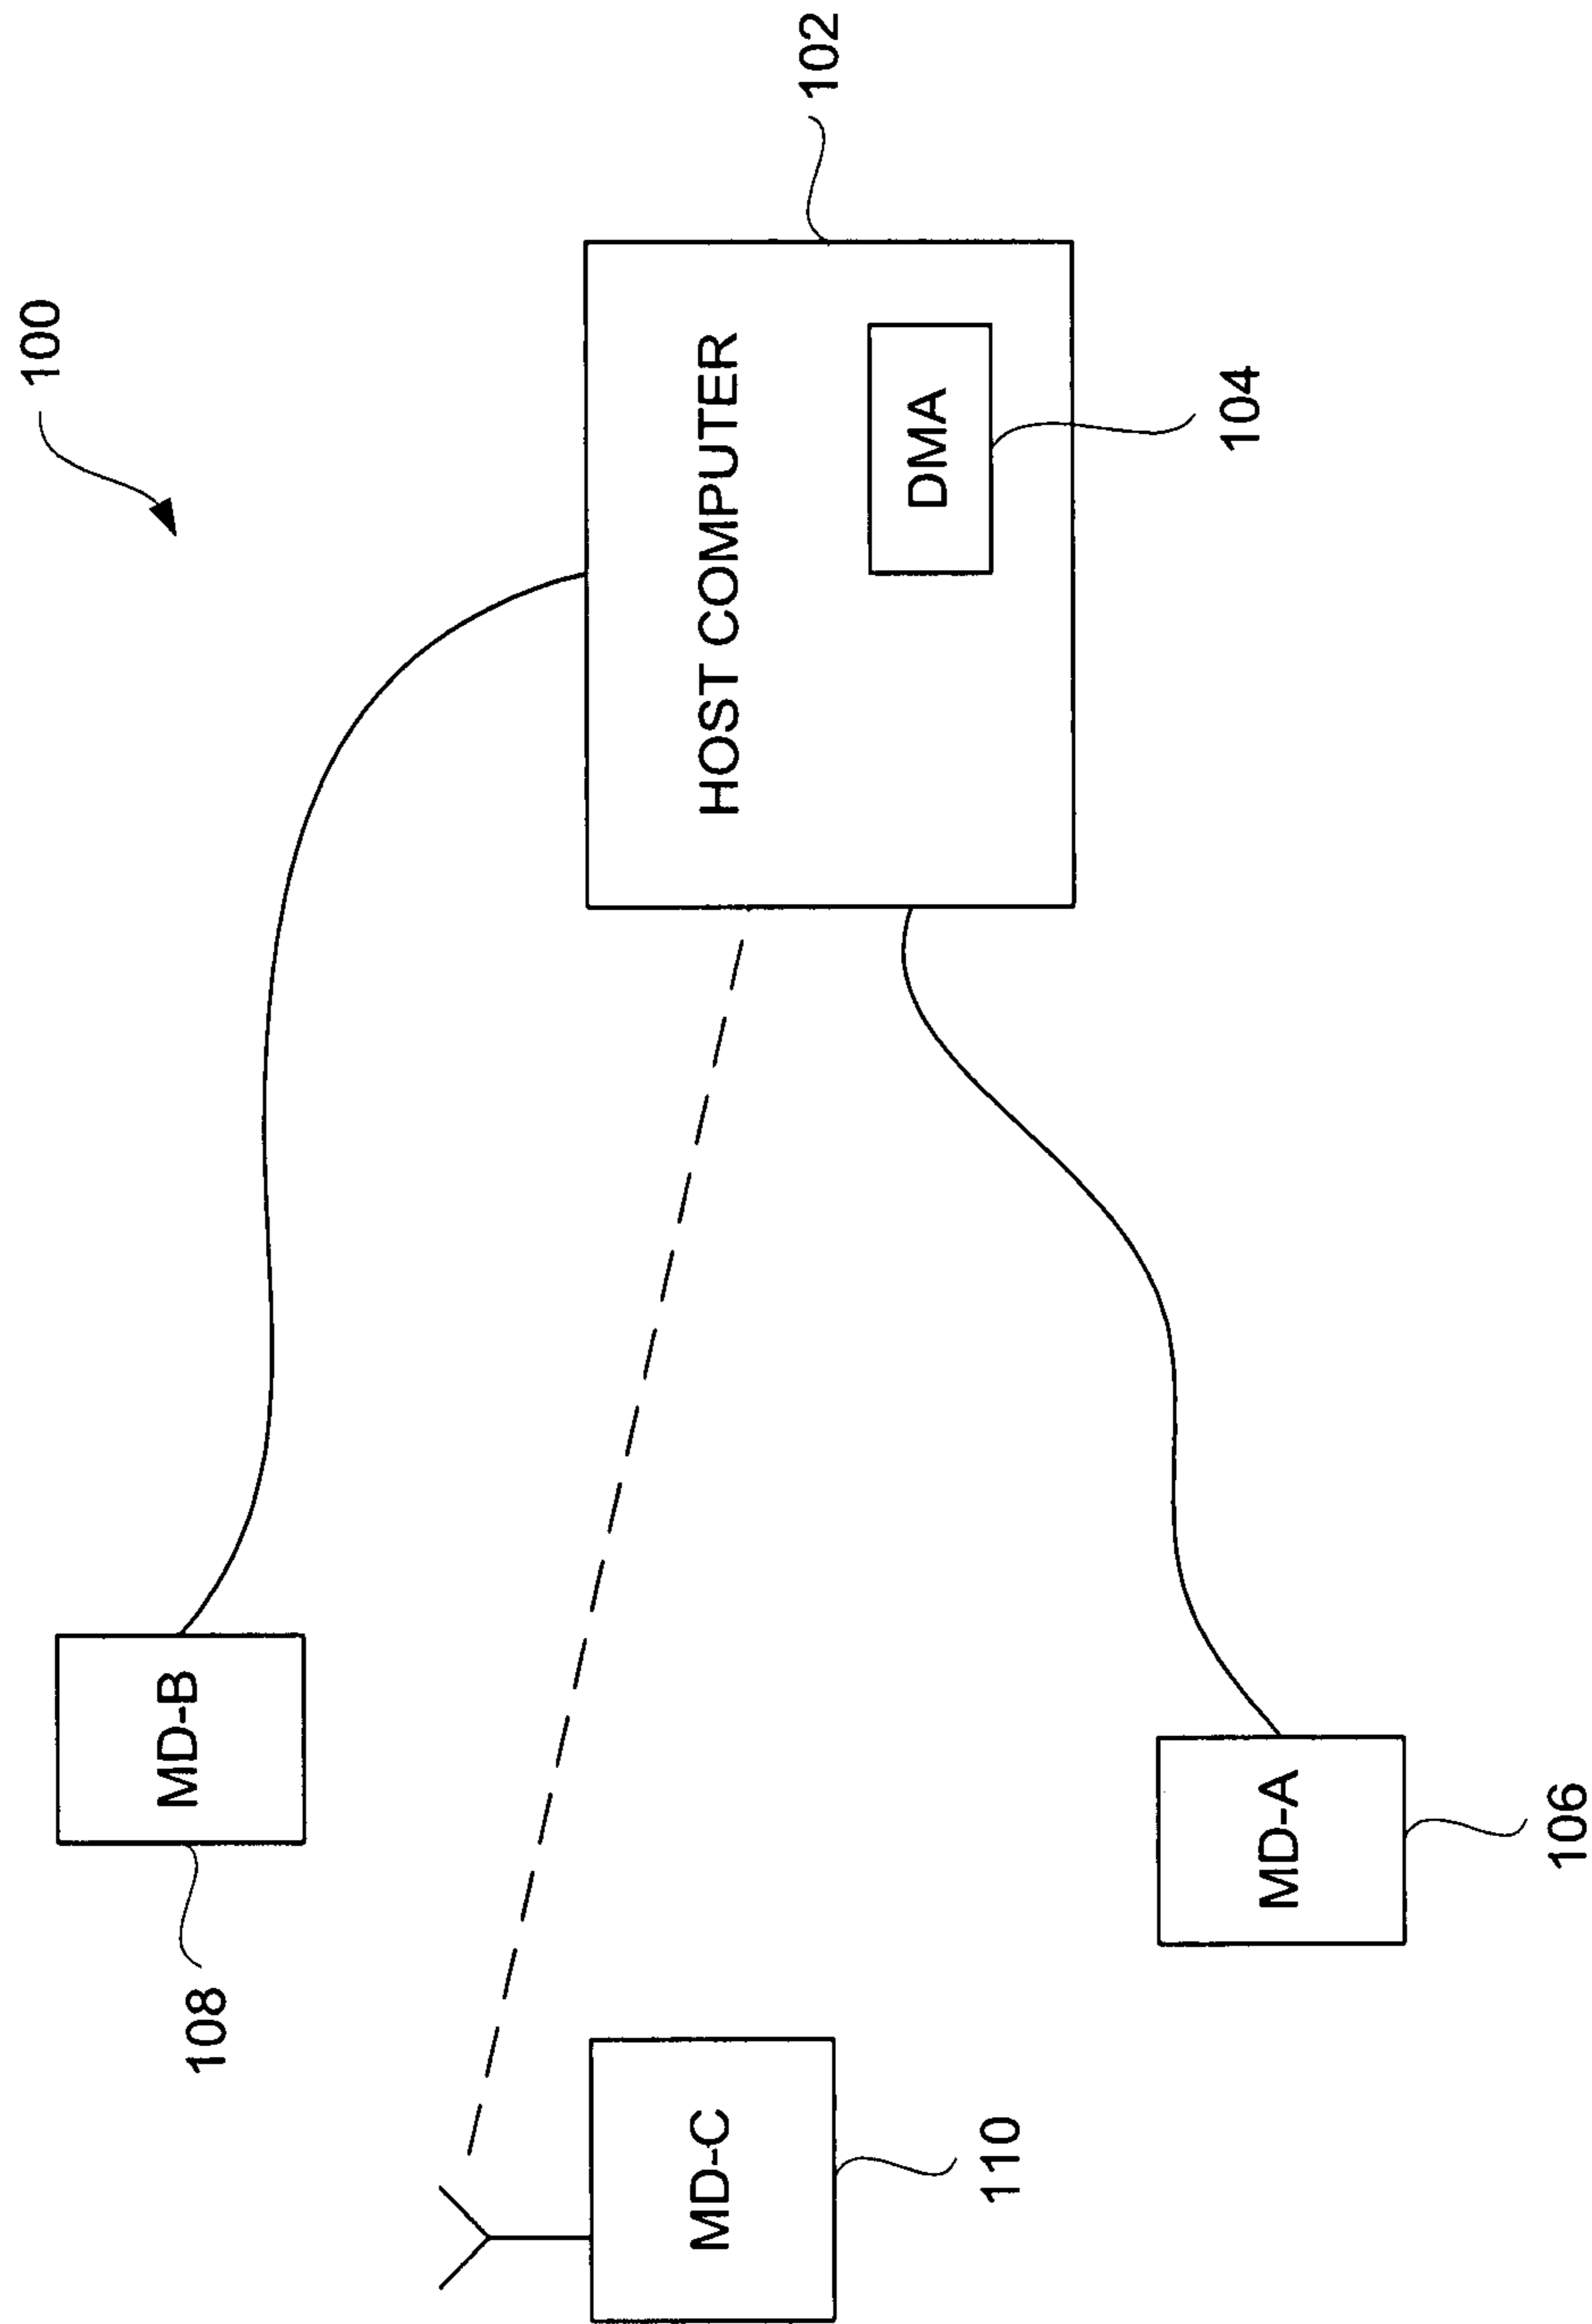 100
102
HOST COMPUTER
DMA
104
MD-B
108
MD-C
110
MD-A
106